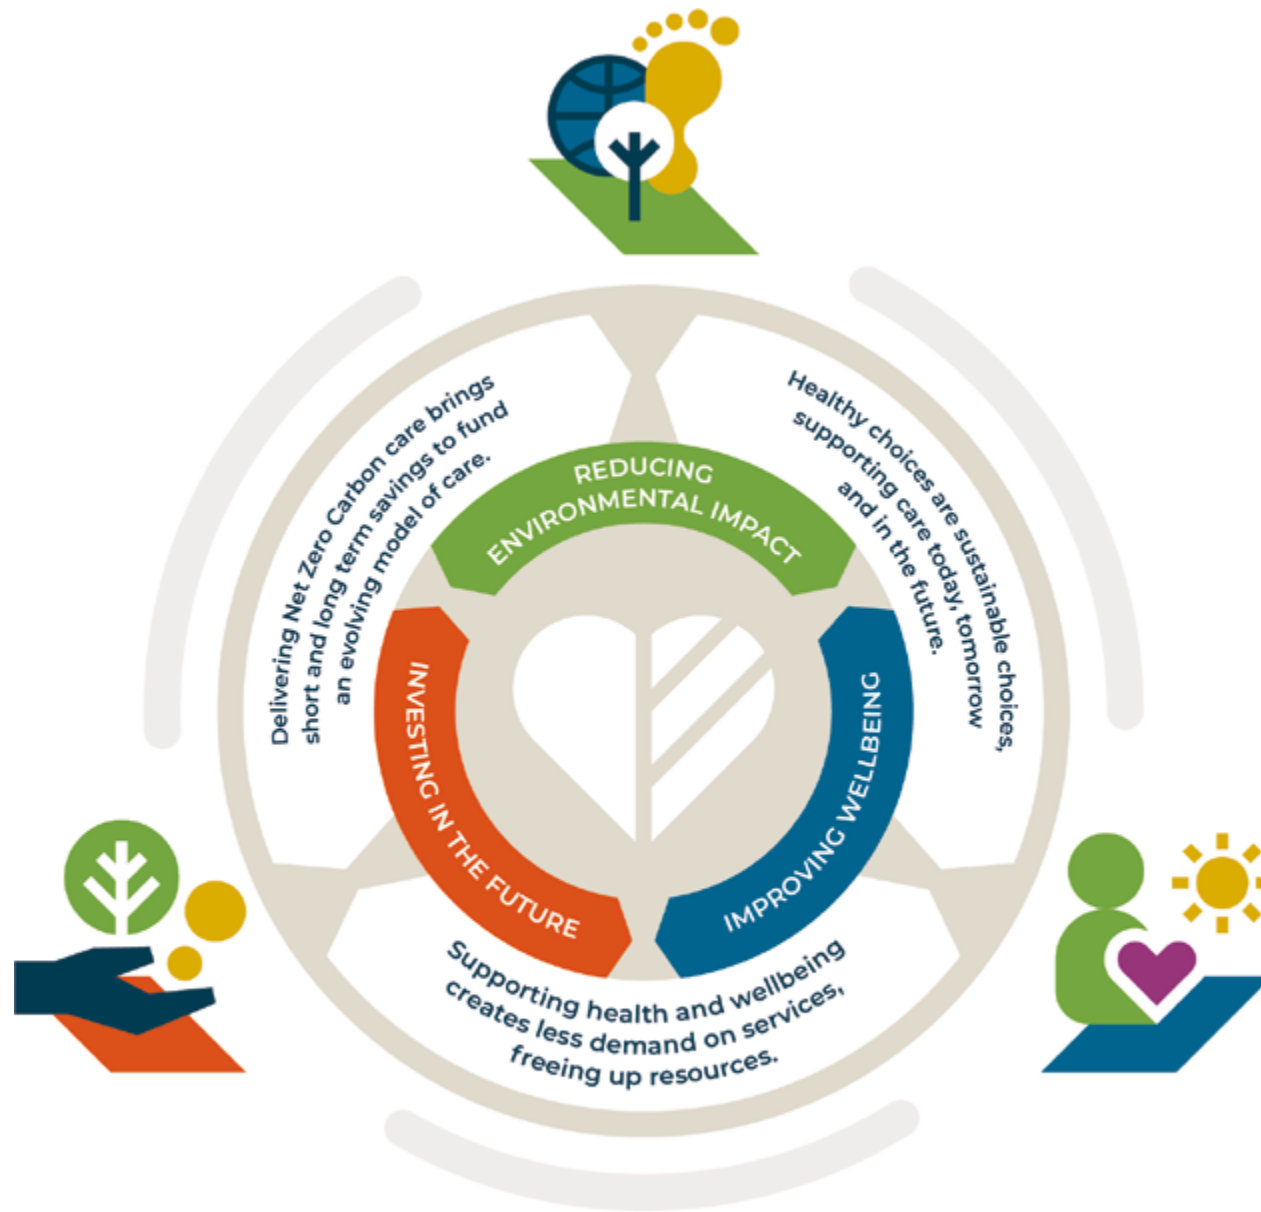 Delivering Net Zero Carbon care brings
short and long term savings to fund
an evolving model of care.
Healthy choices are sustainable choices,
supporting care today, tomorrow
and in the future.
REDUCING
ENVIRONMENTAL IMPACT
INVESTING IN THE FUTURE
IMPROVING WELLBEING
Supporting health and wellbeing
creates less demand on services,
freeing up resources.